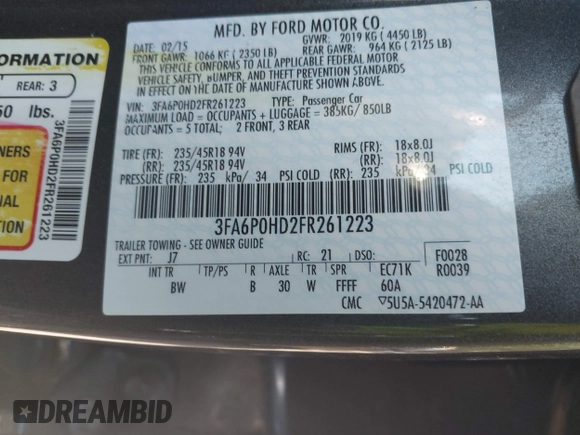 MFD. BY FORD MOTOR CO.
DATE: 02/15 GVWR: 2019 KG ( 4450 LB)
FRONT GAWR: 1066 KG ( 2350 LB) REAR GAWR: 964 KG ( 2125 LB)
THIS VEHICLE CONFORMS TO ALL APPLICABLE FEDERAL MOTOR
VEHICLE SAFETY, BUMPER, AND THEFT PREVENTION STANDARDS
IN EFFECT ON THE DATE OF MANUFACTURE SHOWN ABOVE.
VIN: 3FA6P0HD2FR261223 TYPE: Passenger Car
MAXIMUM LOAD = OCCUPANTS + LUGGAGE = 385KG/ 850LB
OCCUPANTS = 5 TOTAL: 2 FRONT, 3 REAR
TIRE (FR): 235/45R18 94V RIMS (FR): 18x8.0J
(RR): 235/45R18 94V (RR): 18x8.0J
PRESSURE (FR): 235 kPa/ 34 PSI COLD (RR): 235 kPa/ 34 PSI COLD
3FA6P0HD2FR261223
TRAILER TOWING - SEE OWNER GUIDE
EXT PNT: J7 RC: 21 DSO: F0028
INT TR TP/PS R AXLE TR SPR EC71K R0039
BW B 30 W FFFF 60A
CMC ▽5U5A-5420472-AA
FORMATION
REAR: 3
50 lbs.
NERS
FOR
ONAL
3FA6P0HD2FR261223
DREAMBID